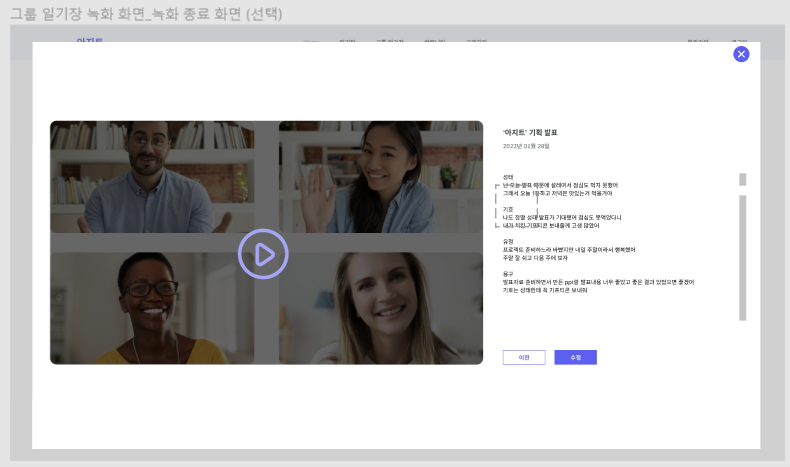 그룹 일기장 녹화 화면_녹화 종료 화면 (선택)
아지트
'아지트' 기획 발표
2022년 01월 28일
성태
난 오늘 발표 때문에 설레여서 점심도 먹지 못했어
그래서 오늘 1등하고 저녁은 맛있는거 먹을거야
기호
나도 정말 성태 발표가 기대됐어 점심도 못먹었다니
내가 치킨 기프티콘 보내줄께 고생 많았어
유정
프로젝트 준비하느라 바빴지만 내일 주말이라서 행복했어
주말 잘 쉬고 다음 주에 보자
용구
발표자료 준비하면서 만든 ppt랑 발표내용 너무 좋았고 좋은 결과 있었으면 좋겠어
기호는 성태한테 꼭 기프티콘 보내줘
이전
수정